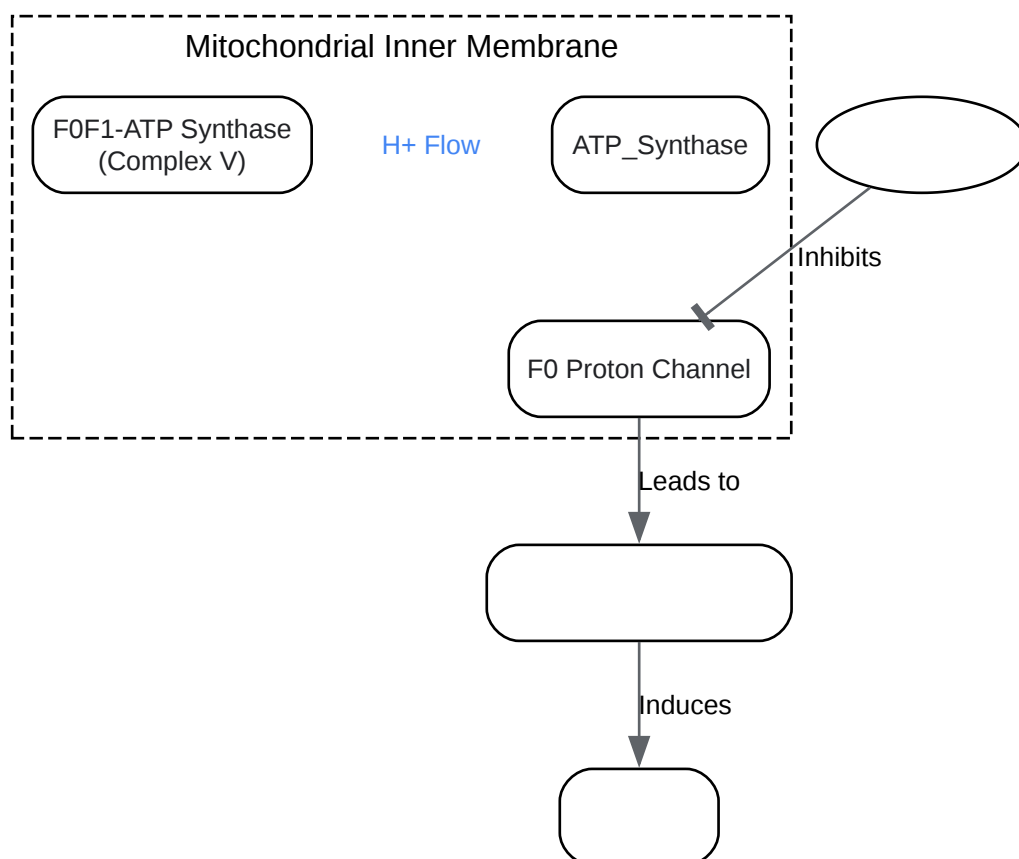 Mitochondrial Inner Membrane
F0F1-ATP Synthase
(Complex V)
H+ Flow
ATP_Synthase
Inhibits
F0 Proton Channel
Leads to
Induces